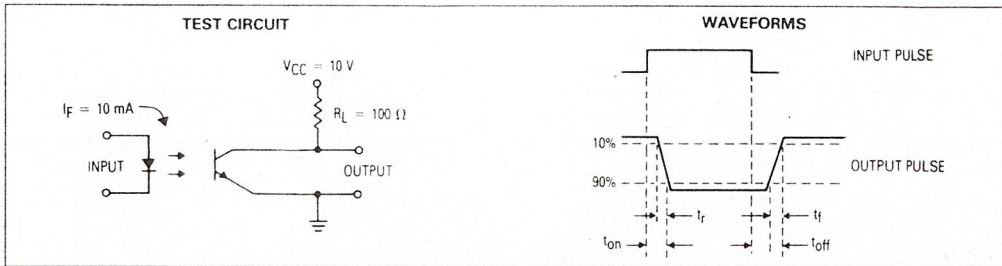 TEST CIRCUIT
V_CC = 10 V
I_F = 10 mA
R_L = 100 Ω
INPUT
OUTPUT
WAVEFORMS
INPUT PULSE
10%
OUTPUT PULSE
90%
t_r
t_f
t_on
t_off